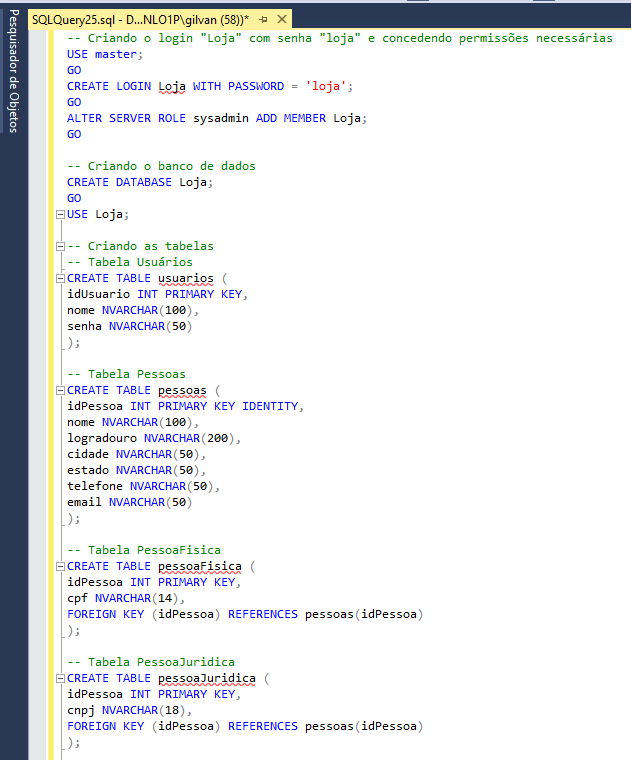 SQLQuery25.sql - D...NLO1P\gilvan (58))*
Pesquisador de Objetos
-- Criando o login "Loja" com senha "loja" e concedendo permissões necessárias
USE master;
GO
CREATE LOGIN Loja WITH PASSWORD = 'loja';
GO
ALTER SERVER ROLE sysadmin ADD MEMBER Loja;
GO
-- Criando o banco de dados
CREATE DATABASE Loja;
GO
USE Loja;
-- Criando as tabelas
-- Tabela Usuários
CREATE TABLE usuarios (
idUsuario INT PRIMARY KEY,
nome NVARCHAR(100),
senha NVARCHAR(50)
);
-- Tabela Pessoas
CREATE TABLE pessoas (
idPessoa INT PRIMARY KEY IDENTITY,
nome NVARCHAR(100),
logradouro NVARCHAR(200),
cidade NVARCHAR(50),
estado NVARCHAR(50),
telefone NVARCHAR(50),
email NVARCHAR(50)
);
-- Tabela PessoaFisica
CREATE TABLE pessoaFisica (
idPessoa INT PRIMARY KEY,
cpf NVARCHAR(14),
FOREIGN KEY (idPessoa) REFERENCES pessoas(idPessoa)
);
-- Tabela PessoaJuridica
CREATE TABLE pessoaJuridica (
idPessoa INT PRIMARY KEY,
cnpj NVARCHAR(18),
FOREIGN KEY (idPessoa) REFERENCES pessoas(idPessoa)
);